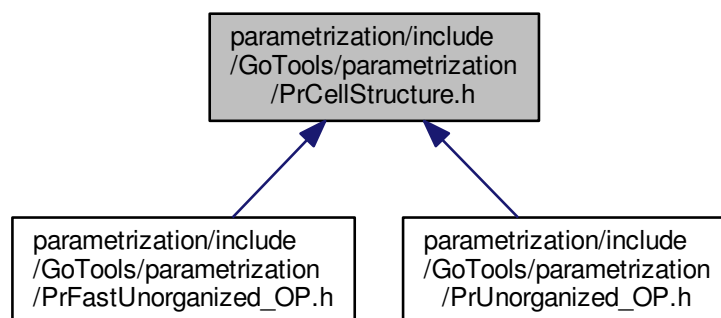 parametrization/include
/GoTools/parametrization
/PrCellStructure.h
parametrization/include
/GoTools/parametrization
/PrFastUnorganized_OP.h
parametrization/include
/GoTools/parametrization
/PrUnorganized_OP.h